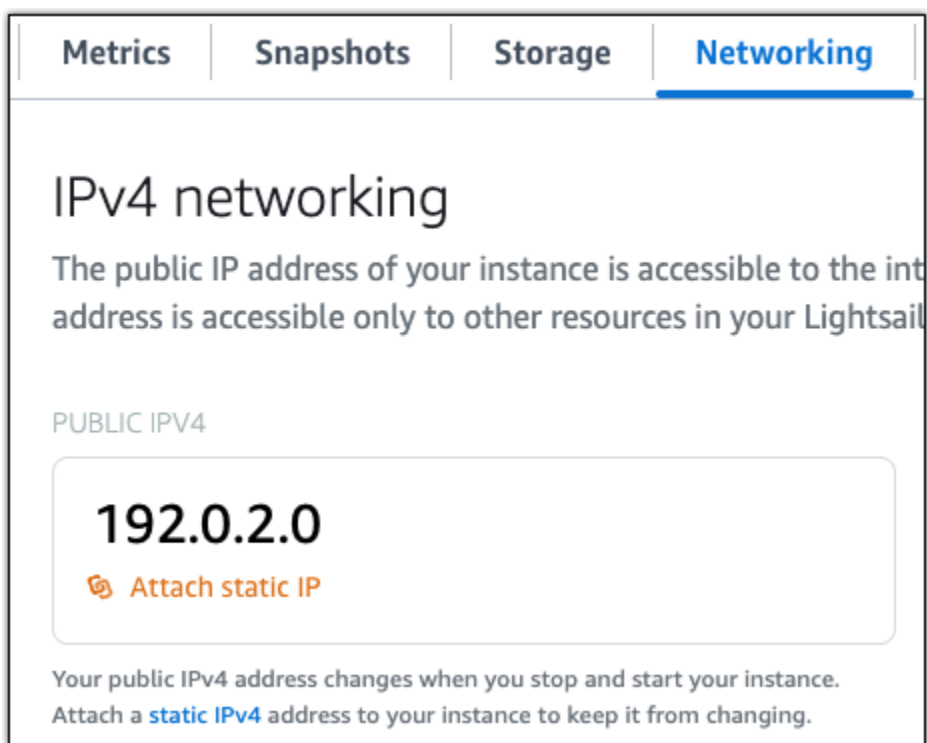 Metrics Snapshots Storage Networking
IPv4 networking
The public IP address of your instance is accessible to the int
address is accessible only to other resources in your Lightsail
PUBLIC IPV4
192.0.2.0
Attach static IP
Your public IPv4 address changes when you stop and start your instance.
Attach a static IPv4 address to your instance to keep it from changing.